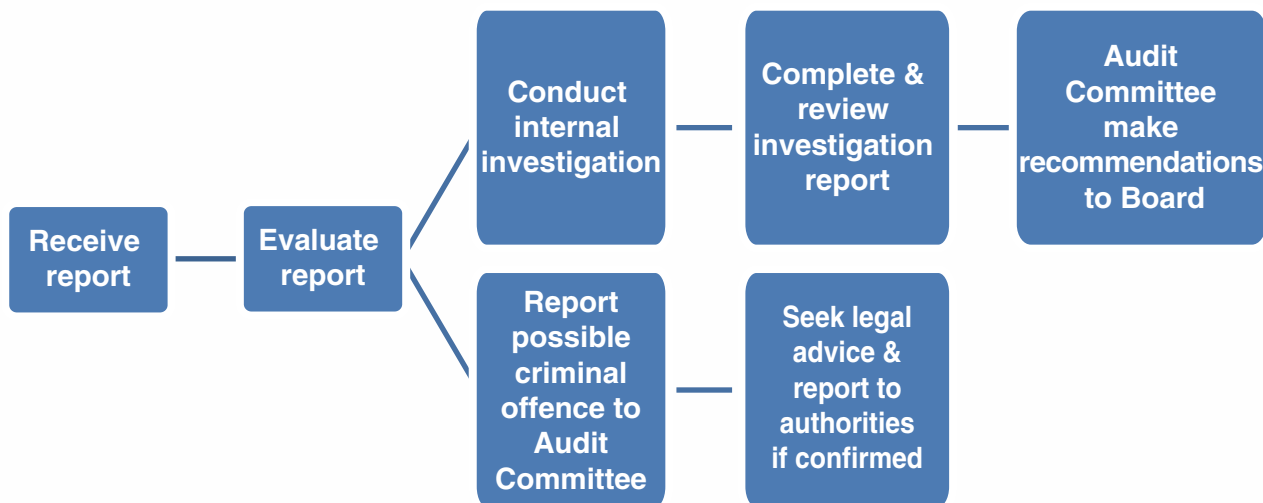 Receive
report
Evaluate
report
Conduct
internal
investigation
Complete &
review
investigation
report
Audit
Committee
make
recommendations
to Board
Report
possible
criminal
offence to
Audit
Committee
Seek legal
advice &
report to
authorities
if confirmed